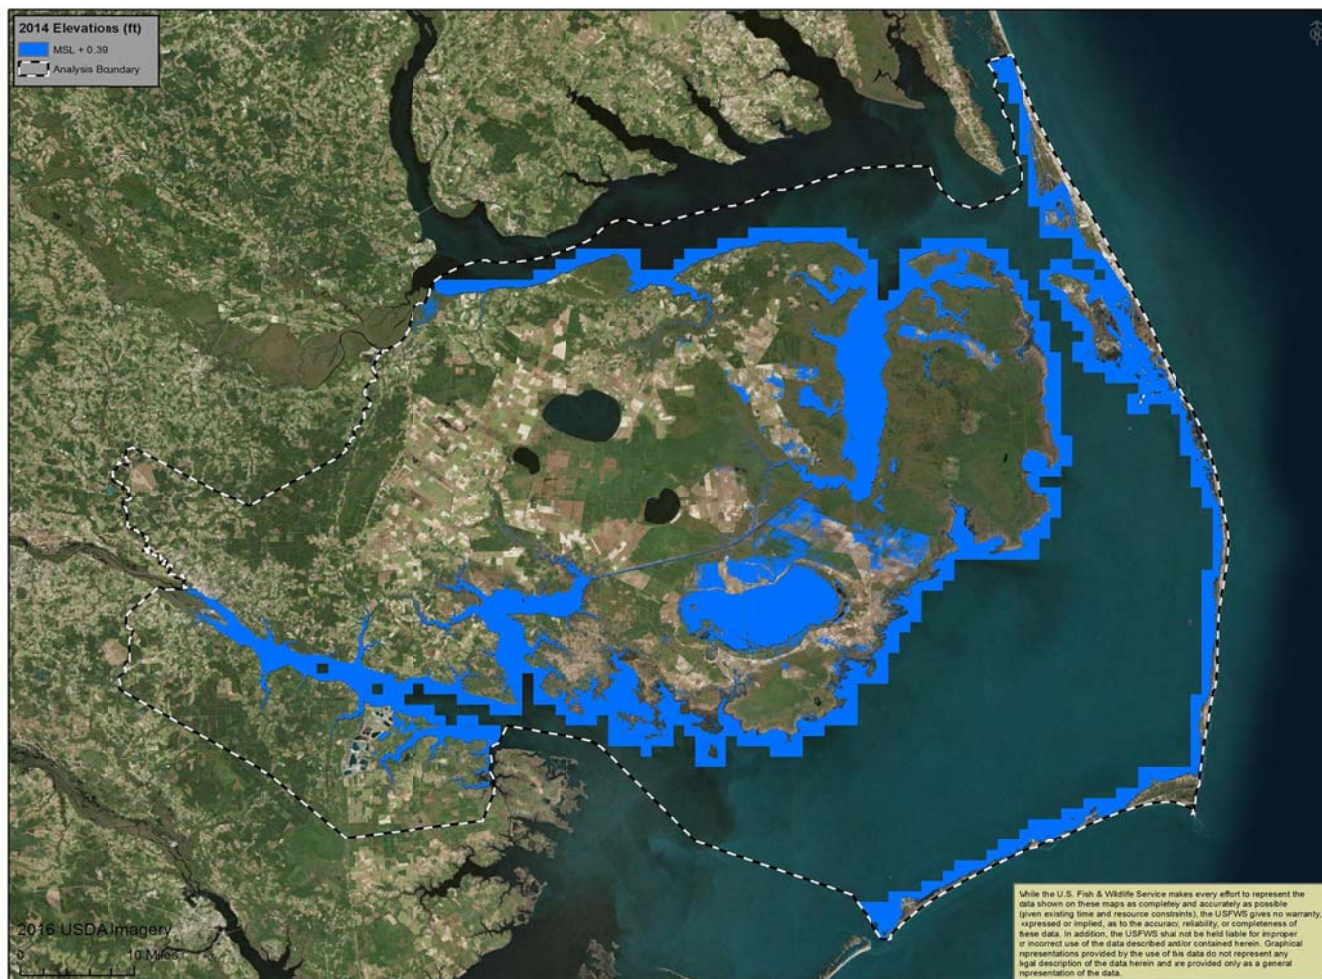 2014 Elevations (ft)
MSL + 0.39
Analysis Boundary
N
2016 USDA Imagery
0 10 Miles
While the U.S. Fish & Wildlife Service makes every effort to represent the
data shown on these maps as completely and accurately as possible
(given existing time and resource constraints), the USFWS gives no warranty,
expressed or implied, as to the accuracy, reliability, or completeness of
these data. In addition, the USFWS shal not be held liable for improper
or incorrect use of the data described and/or contained herein. Graphical
representations provided by the use of this data do not represent any
legal description of the data herein and are provided only as a general
representation of the data.